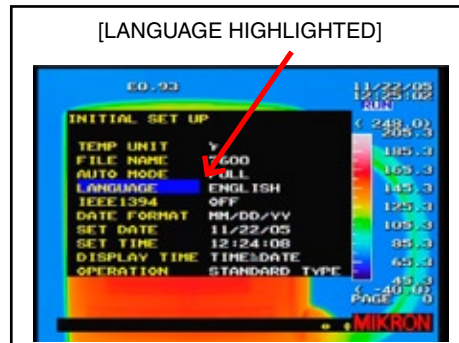 [LANGUAGE HIGHLIGHTED]
E0.93
11/22/05
12:25:02
RUN
INITIAL SET UP
( 248.0)
205.3
TEMP UNIT
185.3
FILE NAME 7600
AUTO MODE FULL
165.3
LANGUAGE ENGLISH
145.3
IEEE1394 OFF
125.3
DATE FORMAT MM/DD/YY
SET DATE 11/22/05
105.3
SET TIME 12:24:08
85.3
DISPLAY TIME TIME&DATE
65.3
OPERATION STANDARD TYPE
45.3
( -40.0)
PAGE 0
MIKRON